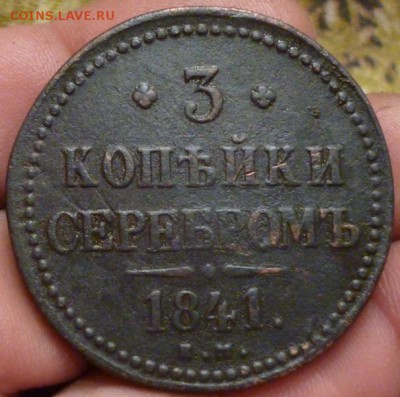 COINS.LAVE.RU
3
КОПѢЙКИ
СЕРЕБРОМЪ
1841.